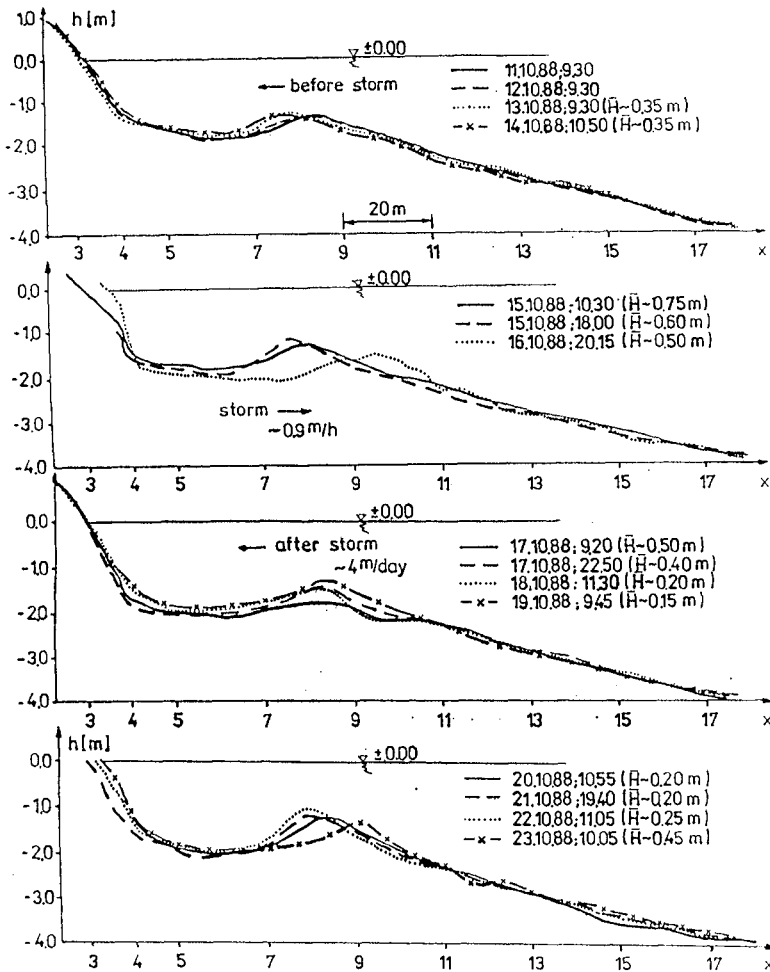 h [m]
1.0
±0.00
0,0
before storm
11,10.88; 9.30
12.10.88; 9.30
13.10.88; 9.30 (H̄~0.35 m)
14.10.88; 10,50 (H̄~0.35 m)
-1.0
-2.0
-3.0
20 m
-4.0
3 4 5 7 9 11 13 15 17 x
±0.00
0,0
15.10.88; 10.30 (H̄~0.75 m)
15.10.88; 18.00 (H̄~0.60 m)
16.10.88; 20.15 (H̄~0.50 m)
-1.0
-2.0
storm
~0.9 m/h
-3.0
-4.0
3 4 5 7 9 11 13 15 17 x
±0.00
0,0
after storm
~4 m/day
17.10.88; 9.20 (H̄~0.50 m)
17.10.88; 22.50 (H̄~0.40 m)
18.10.88; 11.30 (H̄~0.20 m)
19.10.88; 9.45 (H̄~0.15 m)
-1.0
-2.0
-3.0
-4.0
3 4 5 7 9 11 13 15 17 x
h [m]
±0.00
0,0
20.10.88; 10.55 (H̄~0.20 m)
21.10.88; 19.40 (H̄~0.20 m)
22.10.88; 11.05 (H̄~0.25 m)
23.10.88; 10.05 (H̄~0.45 m)
-1.0
-2.0
-3.0
-4.0
3 4 5 7 9 11 13 15 17 x